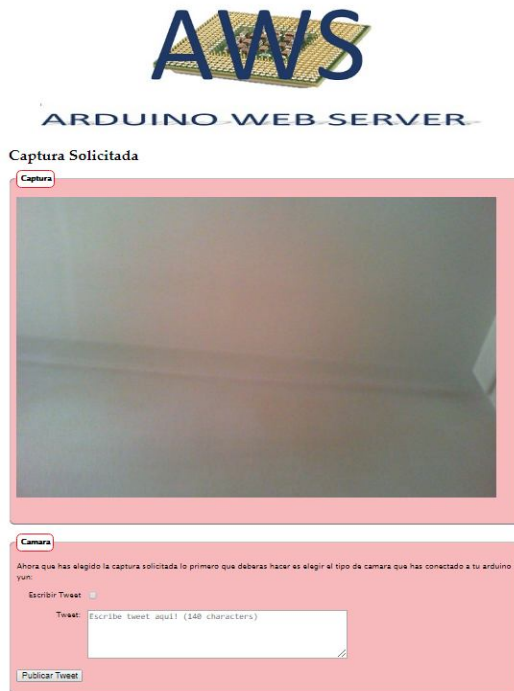 AWS
ARDUINO WEB SERVER
Captura Solicitada
Captura
Camara
Ahora que has elegido la captura solicitada lo primero que deberas hacer es elegir el tipo de camara que has conectado a tu arduino
yun:
Escribir Tweet
Tweet:
Escribe tweet aqui! (140 characters)
Publicar Tweet